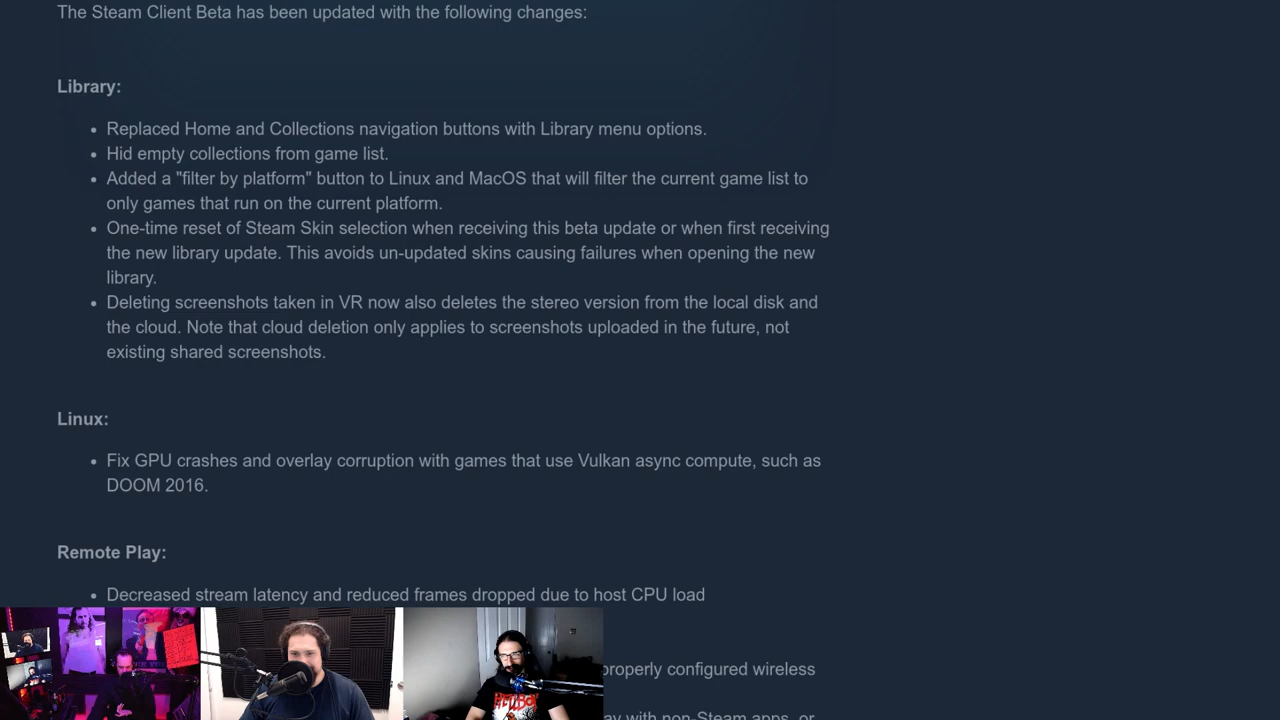 The Steam Client Beta has been updated with the following changes:
Library:
Replaced Home and Collections navigation buttons with Library menu options.
Hid empty collections from game list.
Added a "filter by platform" button to Linux and MacOS that will filter the current game list to
only games that run on the current platform.
One-time reset of Steam Skin selection when receiving this beta update or when first receiving
the new library update. This avoids un-updated skins causing failures when opening the new
library.
Deleting screenshots taken in VR now also deletes the stereo version from the local disk and
the cloud. Note that cloud deletion only applies to screenshots uploaded in the future, not
existing shared screenshots.
Linux:
Fix GPU crashes and overlay corruption with games that use Vulkan async compute, such as
DOOM 2016.
Remote Play:
Decreased stream latency and reduced frames dropped due to host CPU load
properly configured wireless
with non-Steam apps, or
HELLBOY